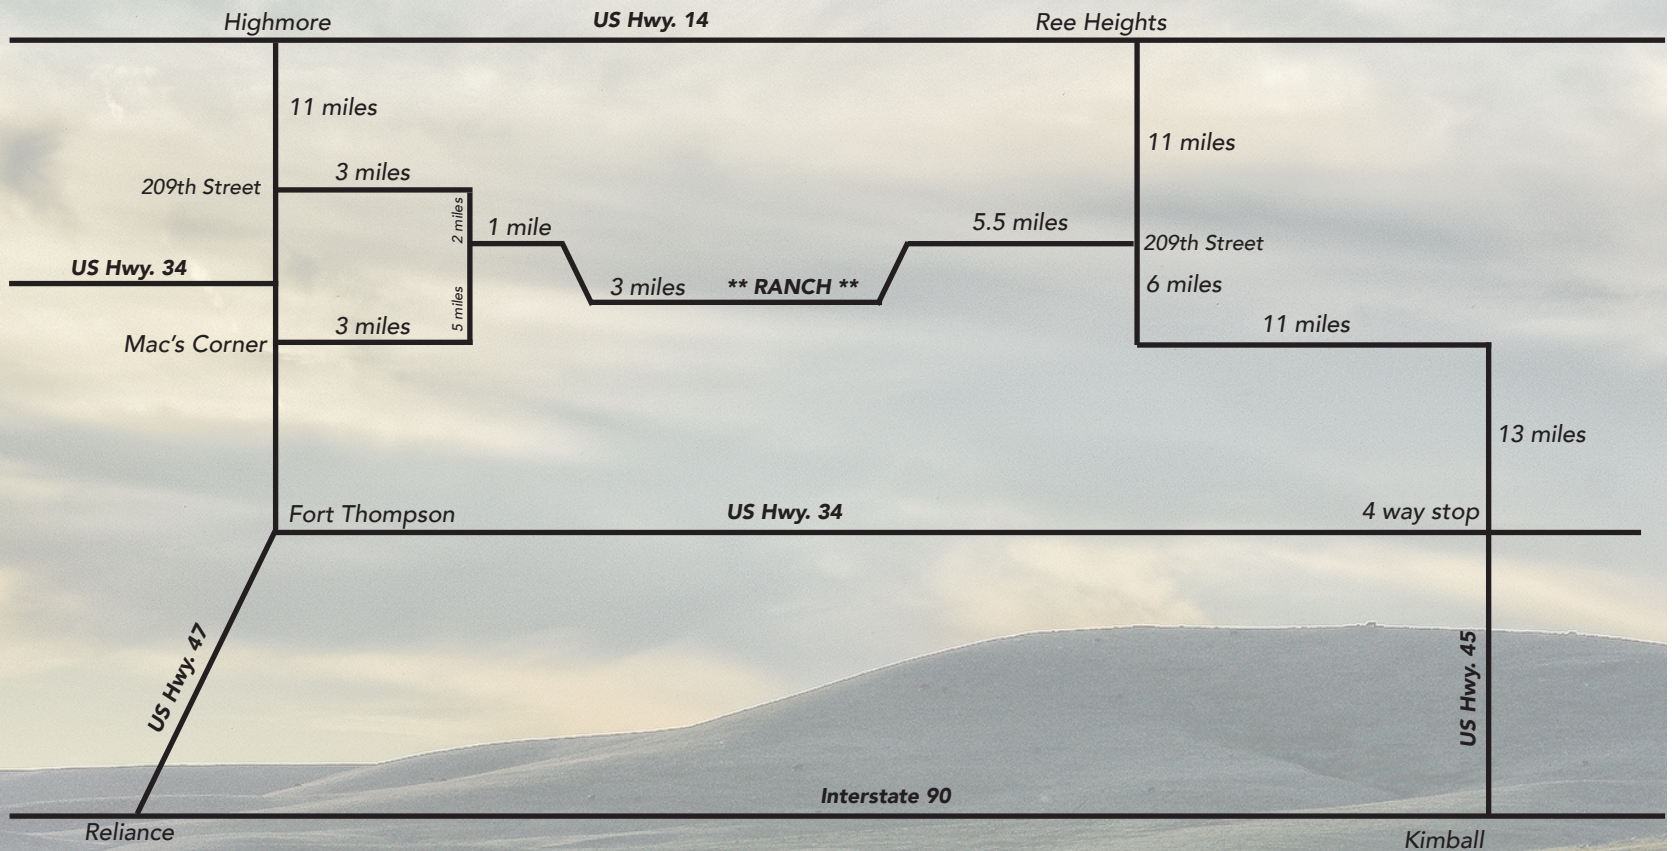 Highmore
US Hwy. 14
Ree Heights
11 miles
11 miles
3 miles
209th Street
2 miles
1 mile
5.5 miles
209th Street
US Hwy. 34
3 miles
** RANCH **
6 miles
5 miles
3 miles
11 miles
Mac's Corner
13 miles
Fort Thompson
US Hwy. 34
4 way stop
US Hwy. 47
US Hwy. 45
Interstate 90
Reliance
Kimball